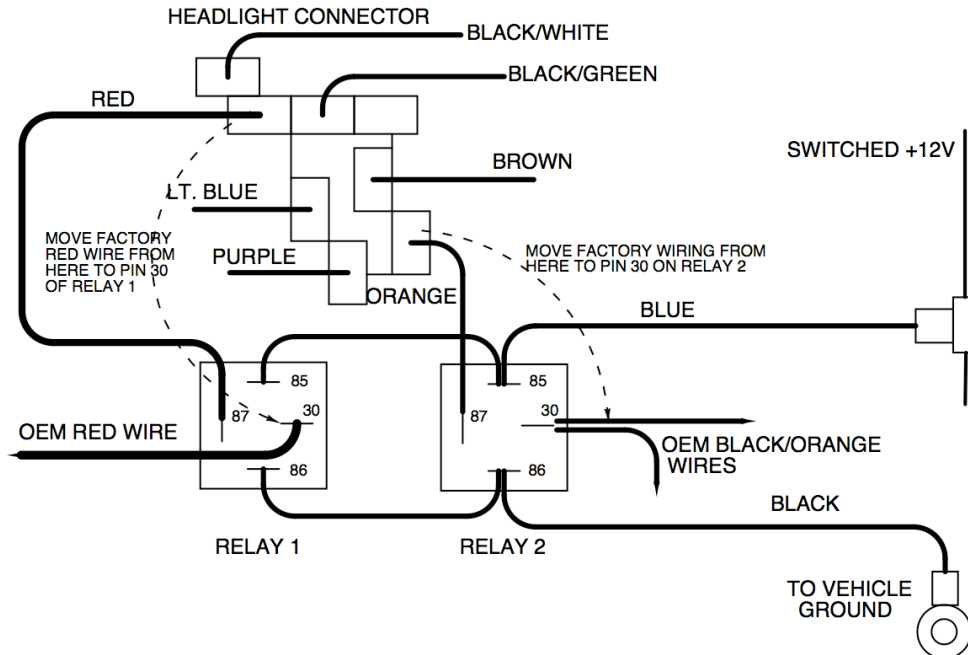 HEADLIGHT CONNECTOR
BLACK/WHITE
BLACK/GREEN
RED
SWITCHED +12V
BROWN
LT. BLUE
MOVE FACTORY
RED WIRE FROM
HERE TO PIN 30
OF RELAY 1
PURPLE
MOVE FACTORY WIRING FROM
HERE TO PIN 30 ON RELAY 2
ORANGE
BLUE
85
87
30
86
85
87
30
86
OEM RED WIRE
OEM BLACK/ORANGE
WIRES
BLACK
RELAY 1
RELAY 2
TO VEHICLE
GROUND